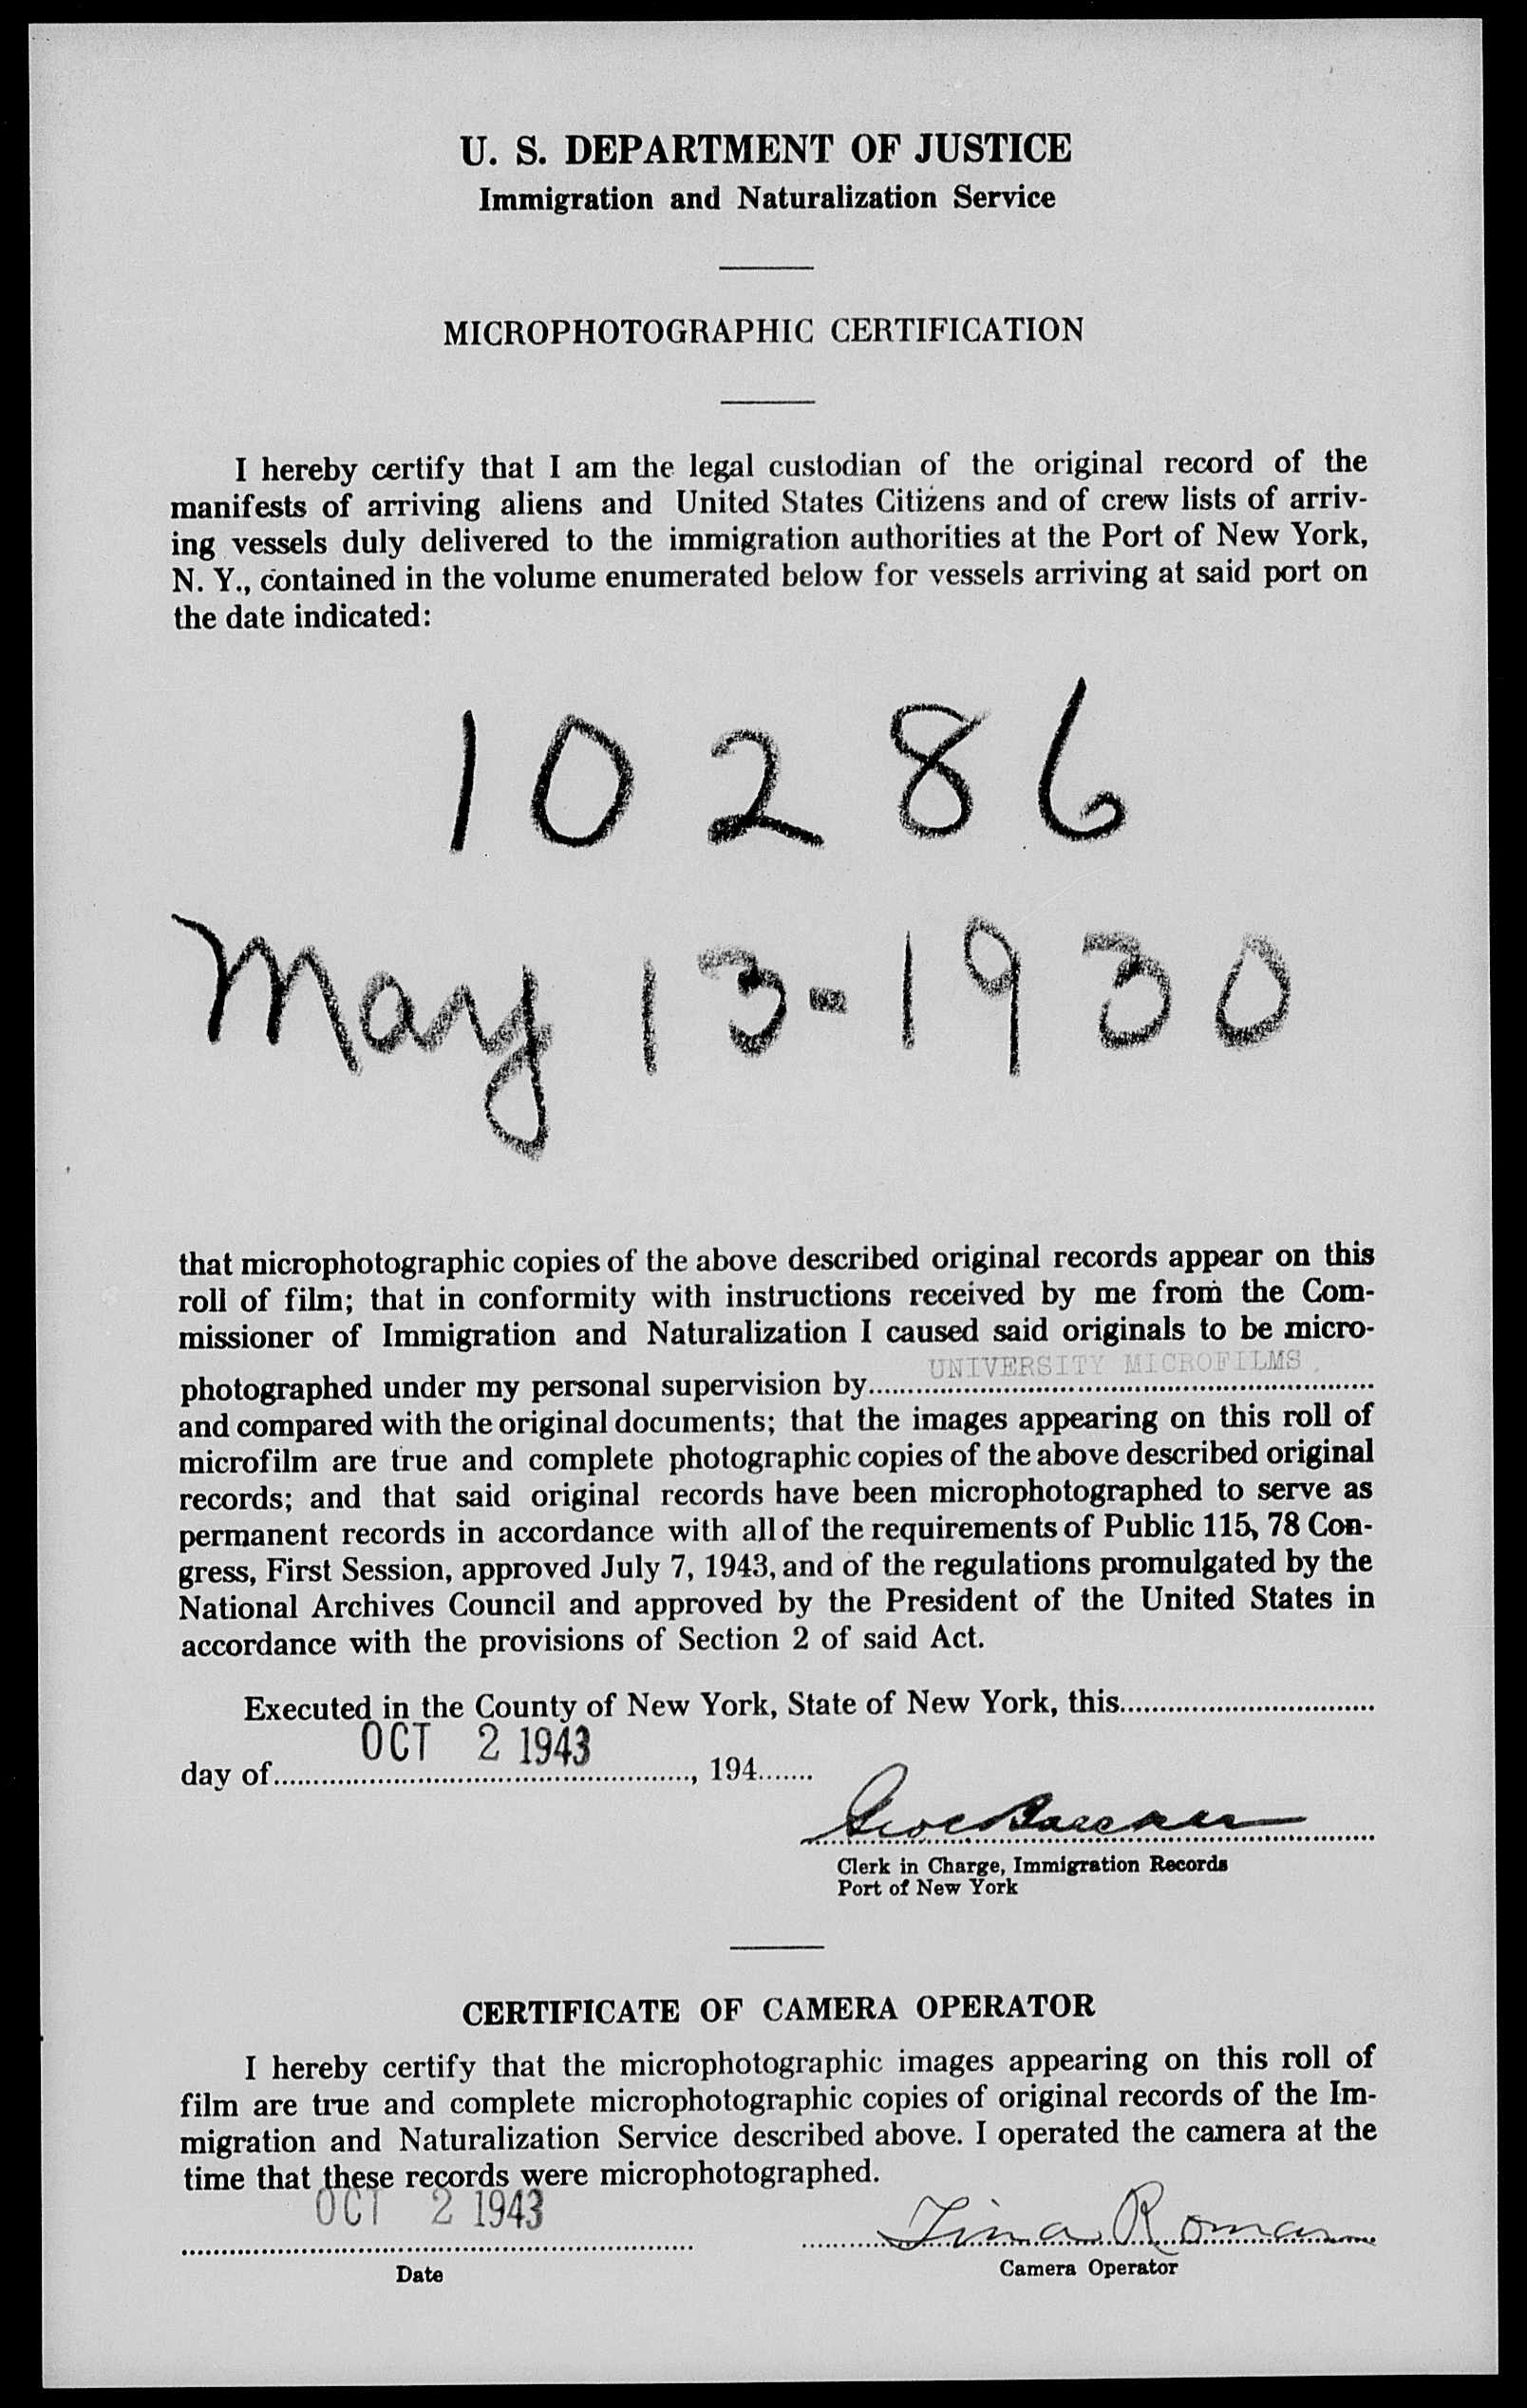 U. S. DEPARTMENT OF JUSTICE
Immigration and Naturalization Service
MICROPHOTOGRAPHIC CERTIFICATION
I hereby certify that I am the legal custodian of the original record of the
manifests of arriving aliens and United States Citizens and of crew lists of arriv-
ing vessels duly delivered to the immigration authorities at the Port of New York,
N. Y., contained in the volume enumerated below for vessels arriving at said port on
the date indicated:
10286
May 13-1930
that microphotographic copies of the above described original records appear on this
roll of film; that in conformity with instructions received by me from the Com-
missioner of Immigration and Naturalization I caused said originals to be micro-
UNIVERSITY MICROFILMS
photographed under my personal supervision by
and compared with the original documents; that the images appearing on this roll of
microfilm are true and complete photographic copies of the above described original
records; and that said original records have been microphotographed to serve as
permanent records in accordance with all of the requirements of Public 115, 78 Con-
gress, First Session, approved July 7, 1943, and of the regulations promulgated by the
National Archives Council and approved by the President of the United States in
accordance with the provisions of Section 2 of said Act.
Executed in the County of New York, State of New York, this
OCT 2 1943
day of , 194
Clerk in Charge, Immigration Records
Port of New York
CERTIFICATE OF CAMERA OPERATOR
I hereby certify that the microphotographic images appearing on this roll of
film are true and complete microphotographic copies of original records of the Im-
migration and Naturalization Service described above. I operated the camera at the
time that these records were microphotographed.
OCT 2 1943
Tina Roman
Date
Camera Operator